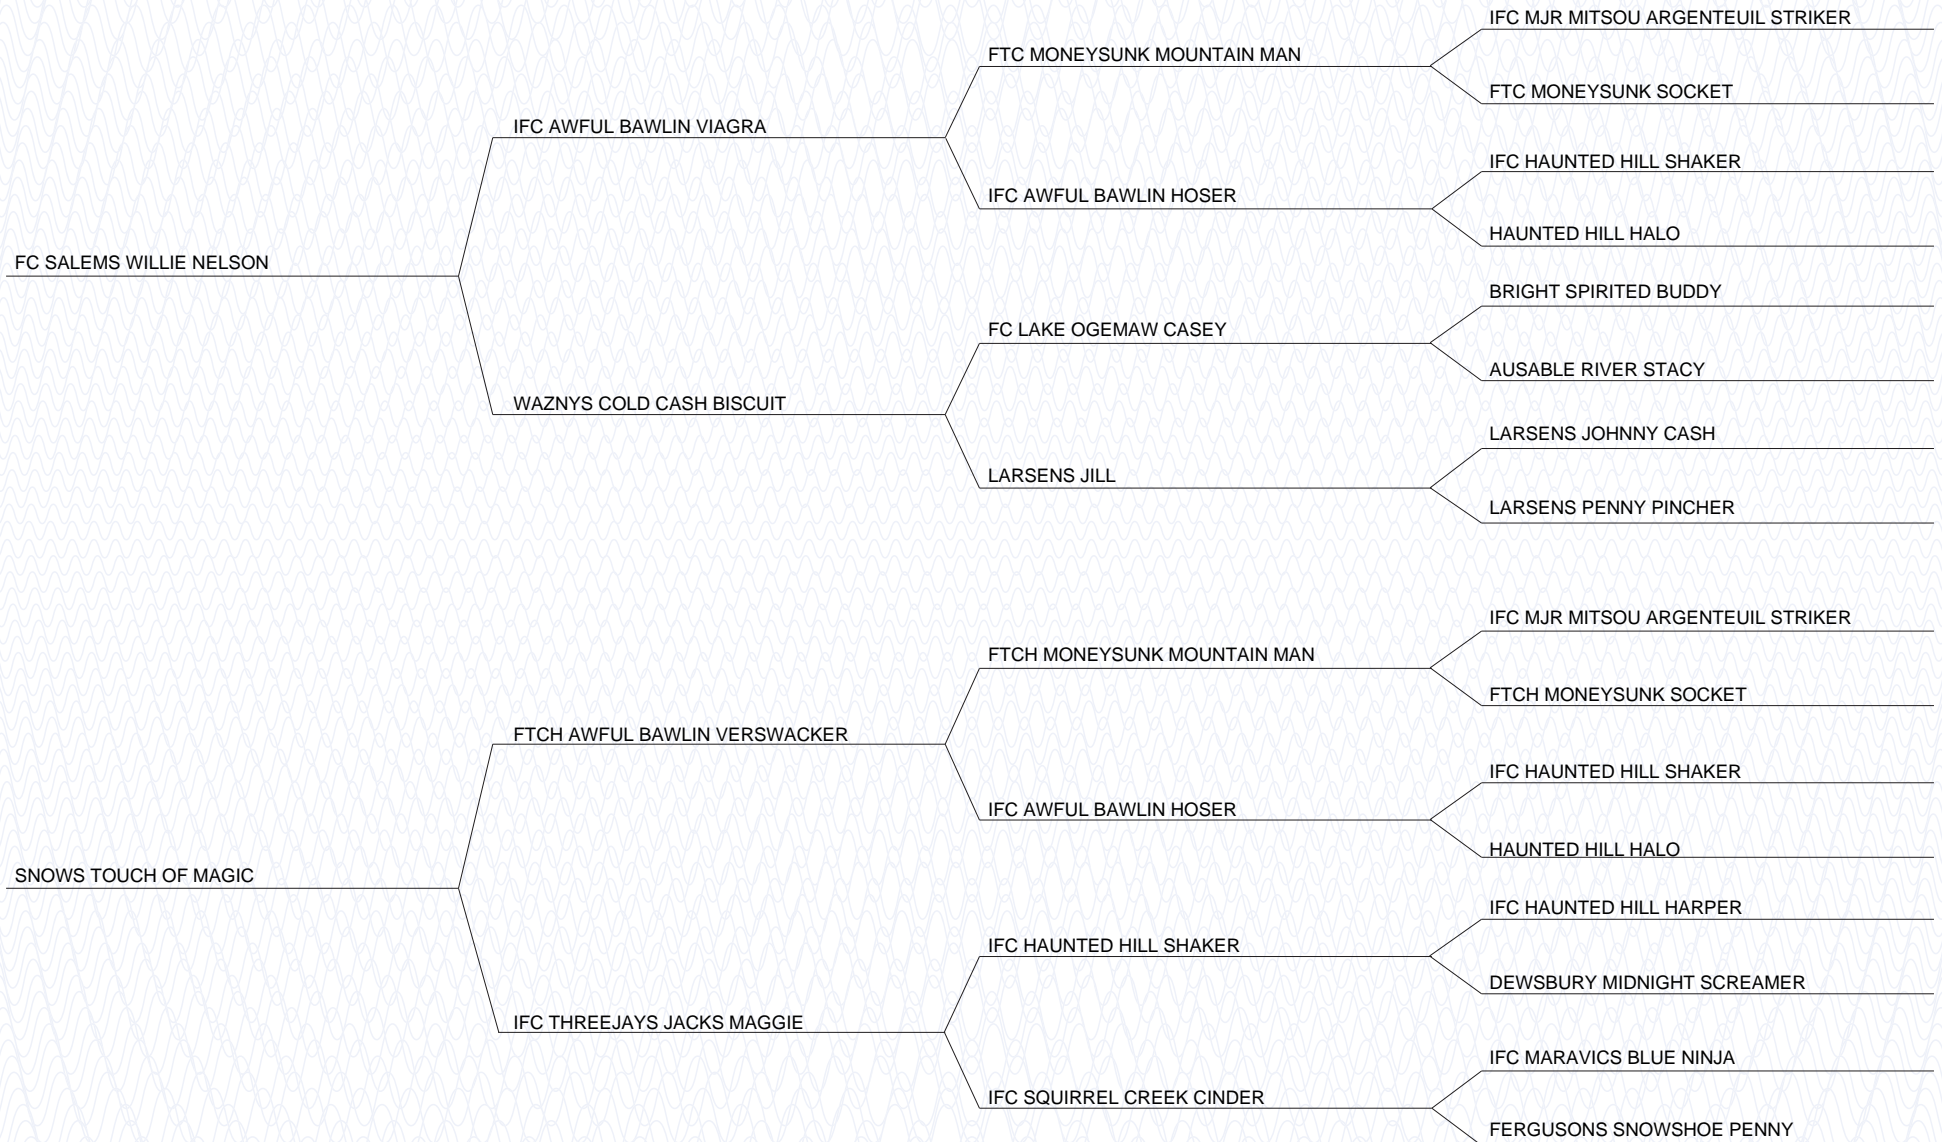 IFC MJR MITSOU ARGENTEUIL STRIKER
FTC MONEYSUNK MOUNTAIN MAN
FTC MONEYSUNK SOCKET
IFC AWFUL BAWLIN VIAGRA
IFC HAUNTED HILL SHAKER
IFC AWFUL BAWLIN HOSER
HAUNTED HILL HALO
FC SALEMS WILLIE NELSON
BRIGHT SPIRITED BUDDY
FC LAKE OGEMAW CASEY
AUSABLE RIVER STACY
WAZNYS COLD CASH BISCUIT
LARSENS JOHNNY CASH
LARSENS JILL
LARSENS PENNY PINCHER
IFC MJR MITSOU ARGENTEUIL STRIKER
FTCH MONEYSUNK MOUNTAIN MAN
FTCH MONEYSUNK SOCKET
FTCH AWFUL BAWLIN VERSWACKER
IFC HAUNTED HILL SHAKER
IFC AWFUL BAWLIN HOSER
HAUNTED HILL HALO
SNOWS TOUCH OF MAGIC
IFC HAUNTED HILL HARPER
IFC HAUNTED HILL SHAKER
DEWSBURY MIDNIGHT SCREAMER
IFC THREEJAYS JACKS MAGGIE
IFC MARAVICS BLUE NINJA
IFC SQUIRREL CREEK CINDER
FERGUSONS SNOWSHOE PENNY